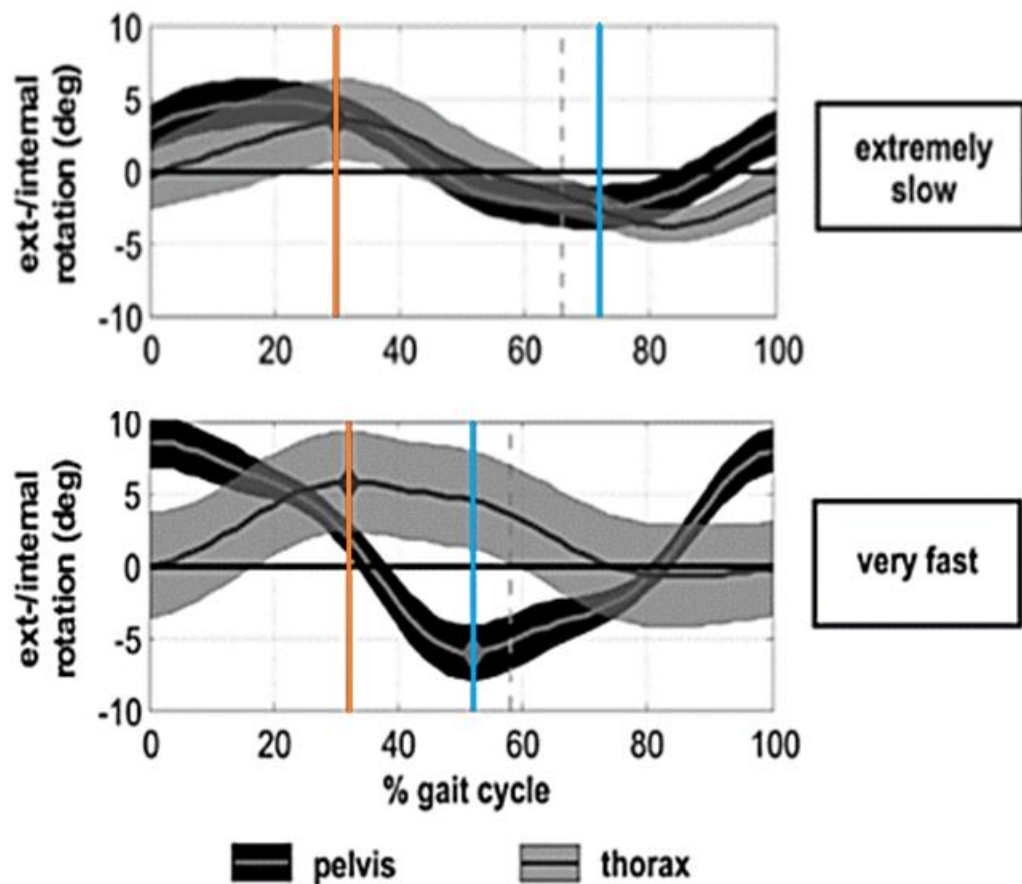 ext-/internal
rotation (deg)
10
5
0
-5
-10
0 20 40 60 80 100
extremely
slow
ext-/internal
rotation (deg)
10
5
0
-5
-10
0 20 40 60 80 100
% gait cycle
very fast
pelvis thorax